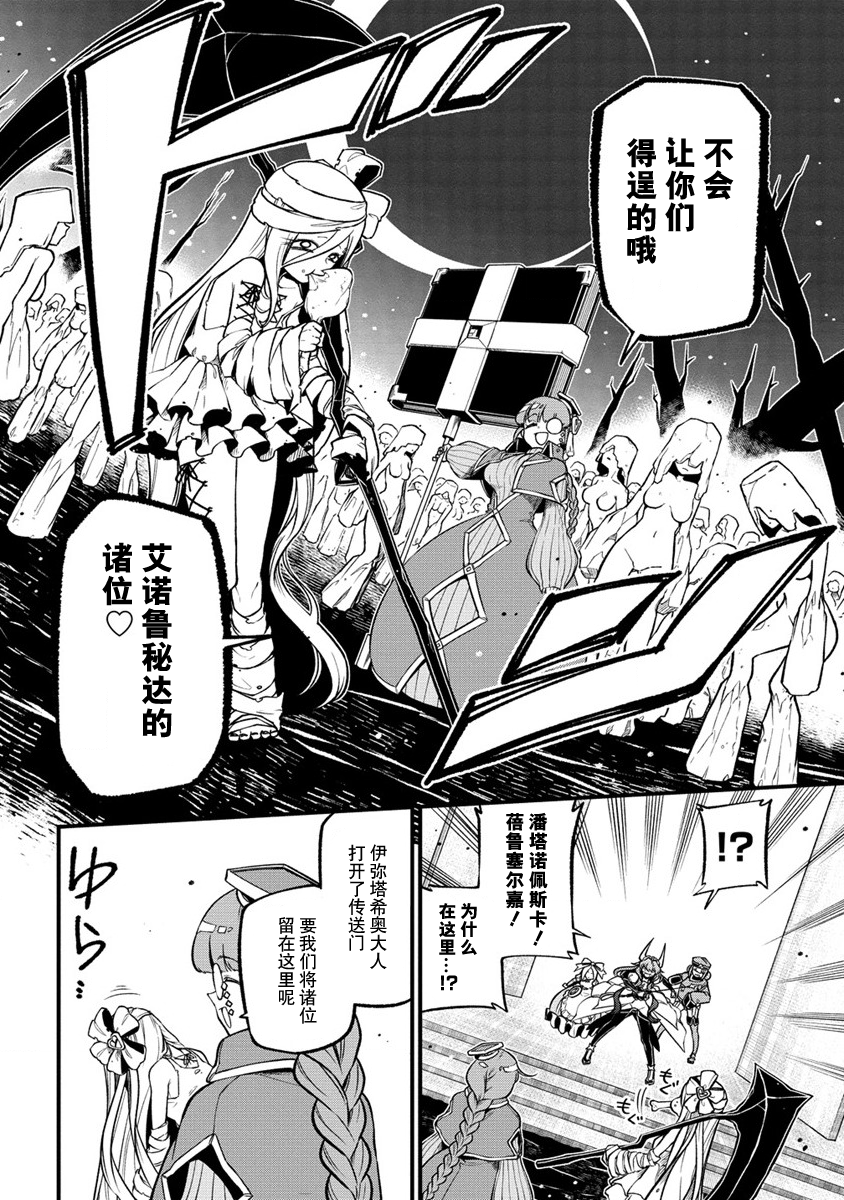 不会
让你们
得逞的哦
艾诺鲁秘达的
诸位♡
ドドッ
!?
潘塔诺佩斯卡！
蓓鲁塞尔嘉！
为什么
在这里…!?
もぐもぐ
伊弥塔希奥大人
打开了传送门
要我们将诸位
留在这里呢
ゆら…